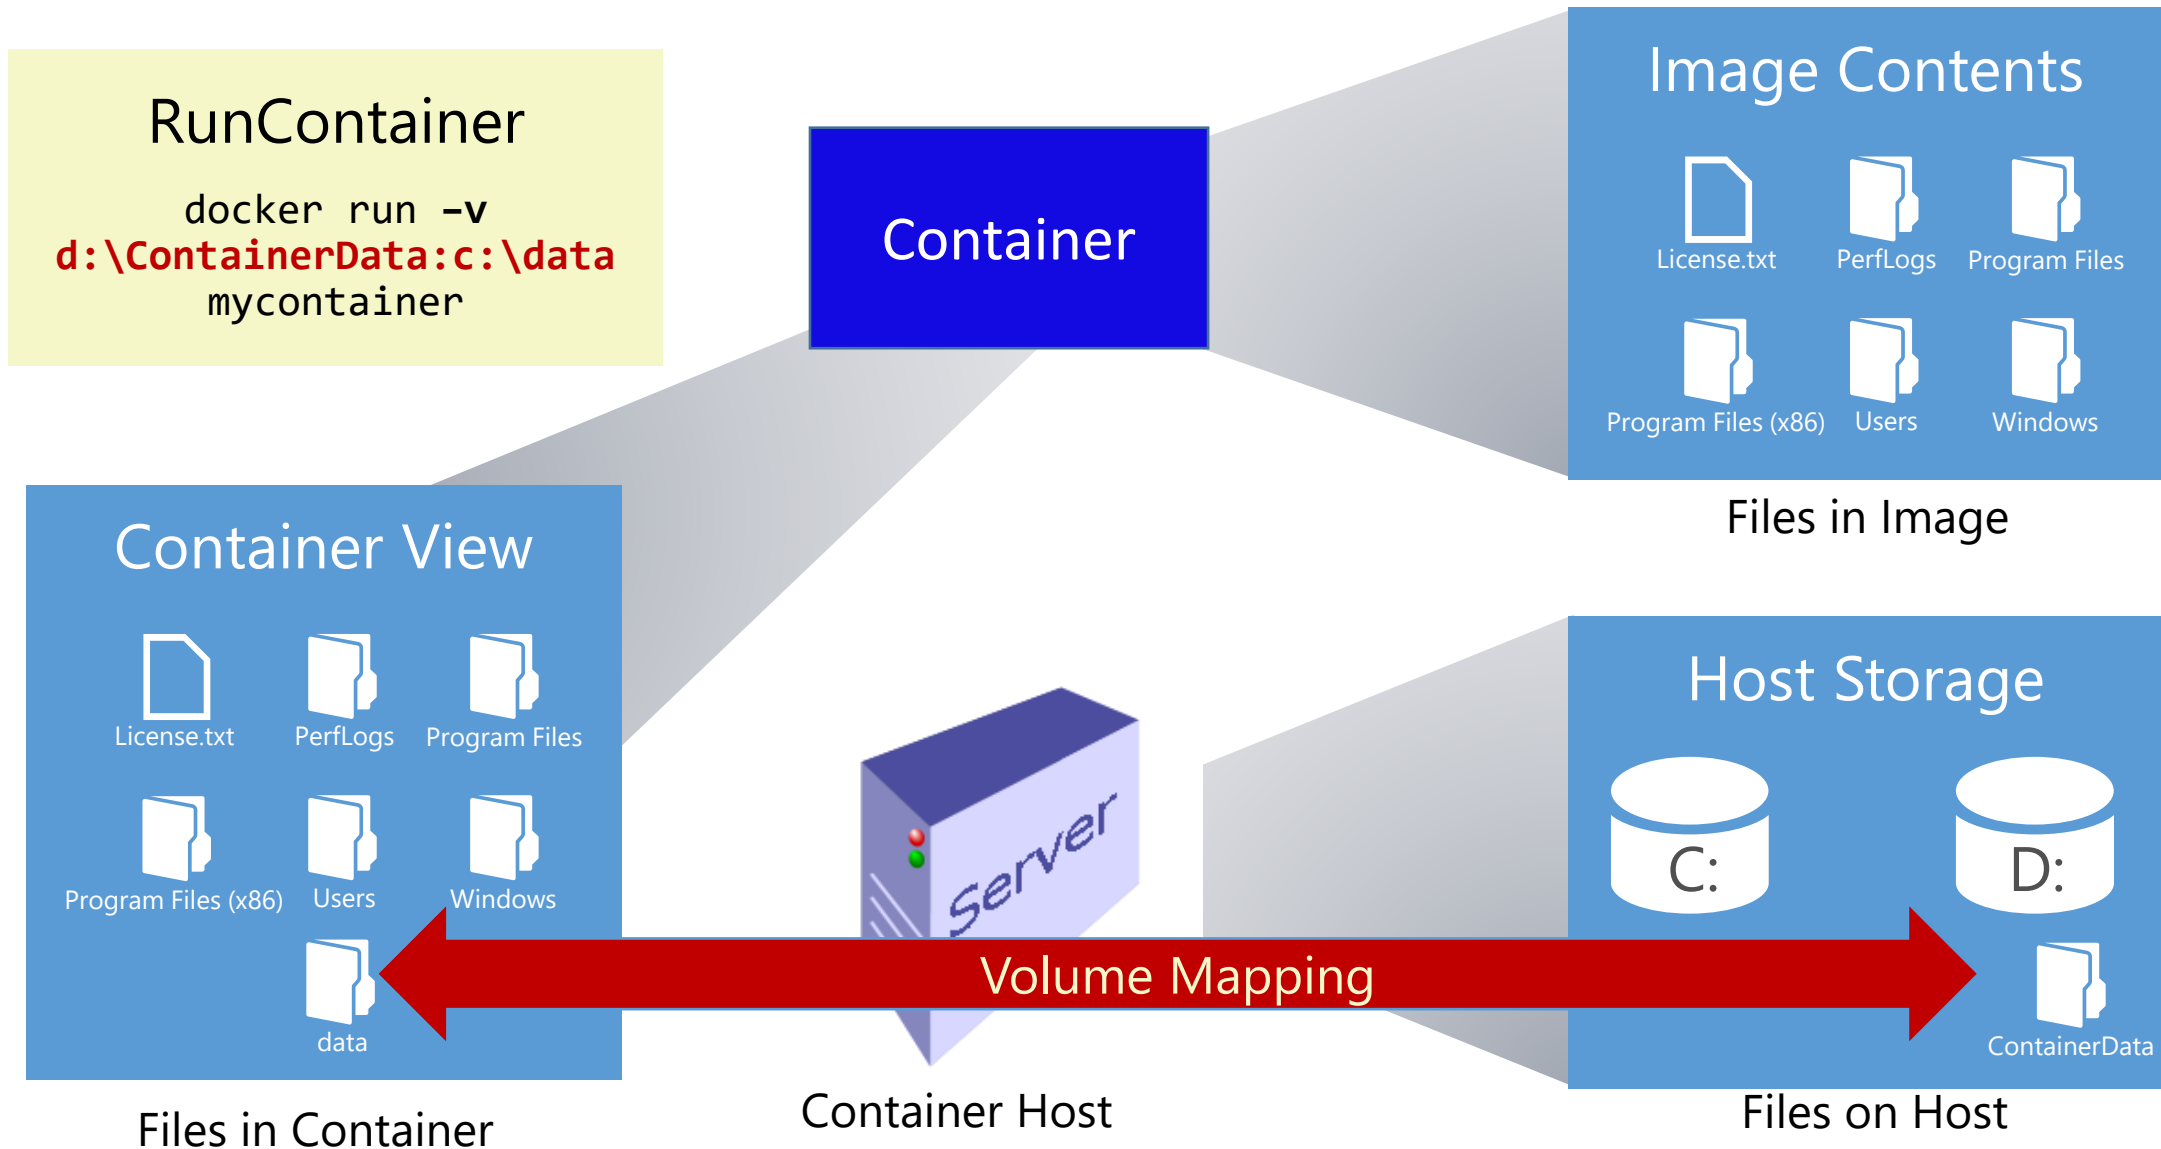 RunContainer
docker run –v
d:\ContainerData:c:\data
mycontainer
Container
Image Contents
License.txt
PerfLogs
Program Files
Program Files (x86)
Users
Windows
Files in Image
Container View
License.txt
PerfLogs
Program Files
Program Files (x86)
Users
Windows
data
Files in Container
Server
Volume Mapping
Container Host
Host Storage
C:
D:
ContainerData
Files on Host